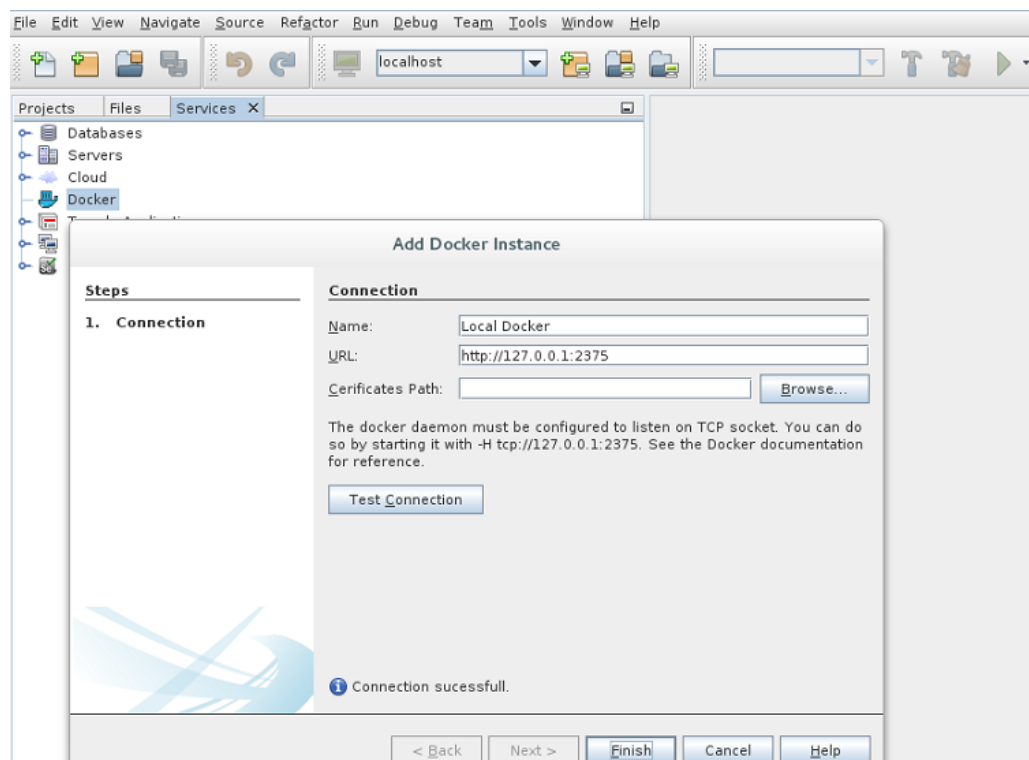 File Edit View Navigate Source Refactor Run Debug Team Tools Window Help
localhost
Projects Files Services
Databases
Servers
Cloud
Docker
Add Docker Instance
Steps
1. Connection
Connection
Name: Local Docker
URL: http://127.0.0.1:2375
Cerificates Path: Browse...
The docker daemon must be configured to listen on TCP socket. You can do
so by starting it with -H tcp://127.0.0.1:2375. See the Docker documentation
for reference.
Test Connection
Connection sucessfull.
< Back Next > Finish Cancel Help